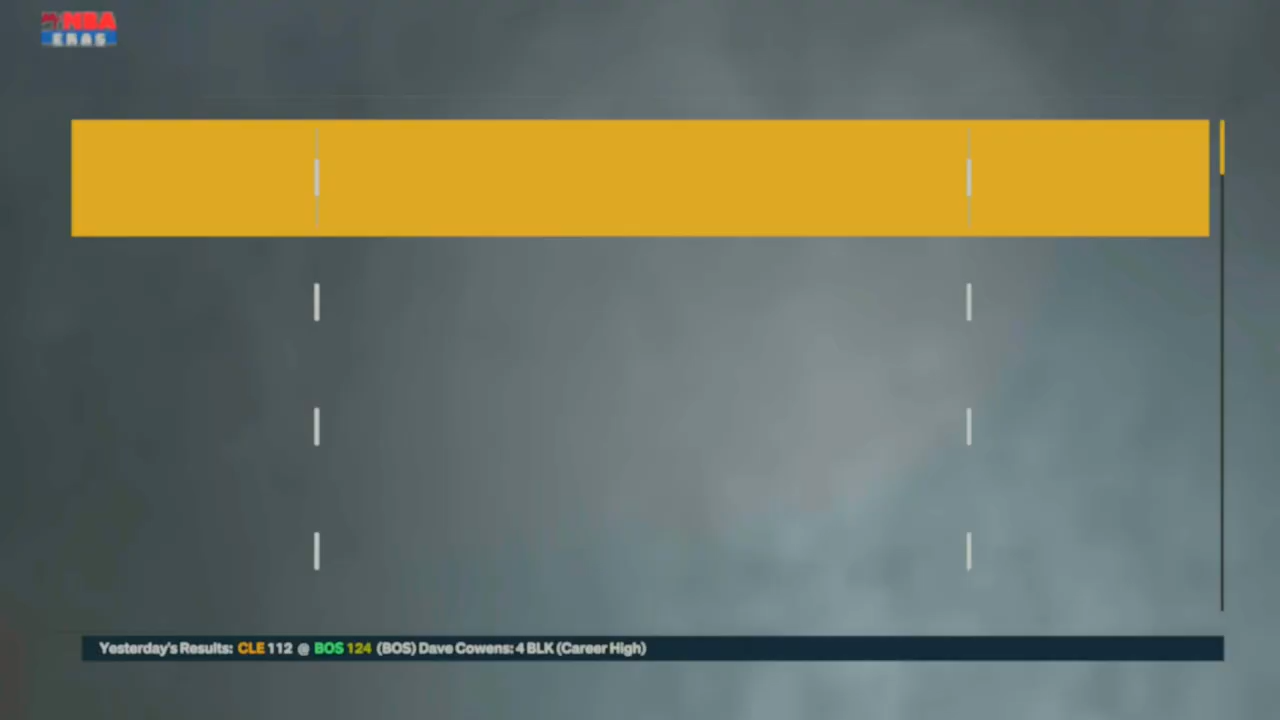 NBA
ERAS
Yesterday's Results: CLE 112 @ BOS 124 (BOS) Dave Cowens: 4 BLK (Career High)